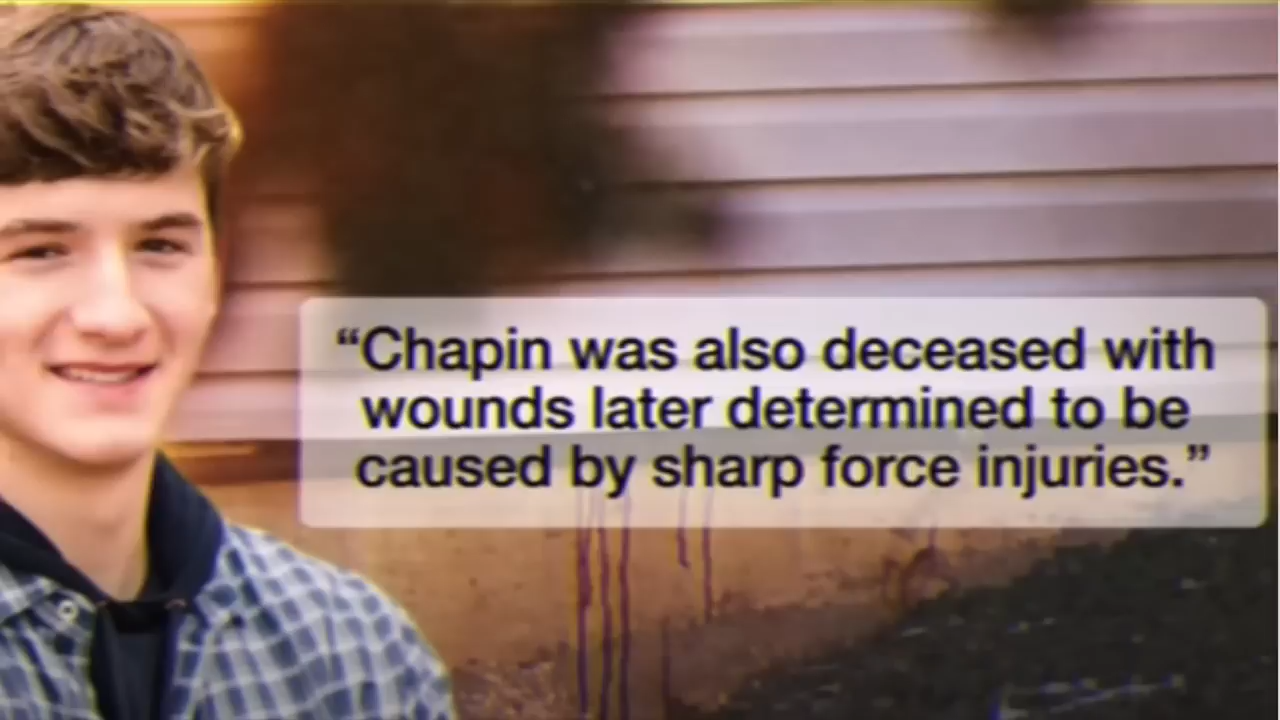 “Chapin was also deceased with
wounds later determined to be
caused by sharp force injuries.”